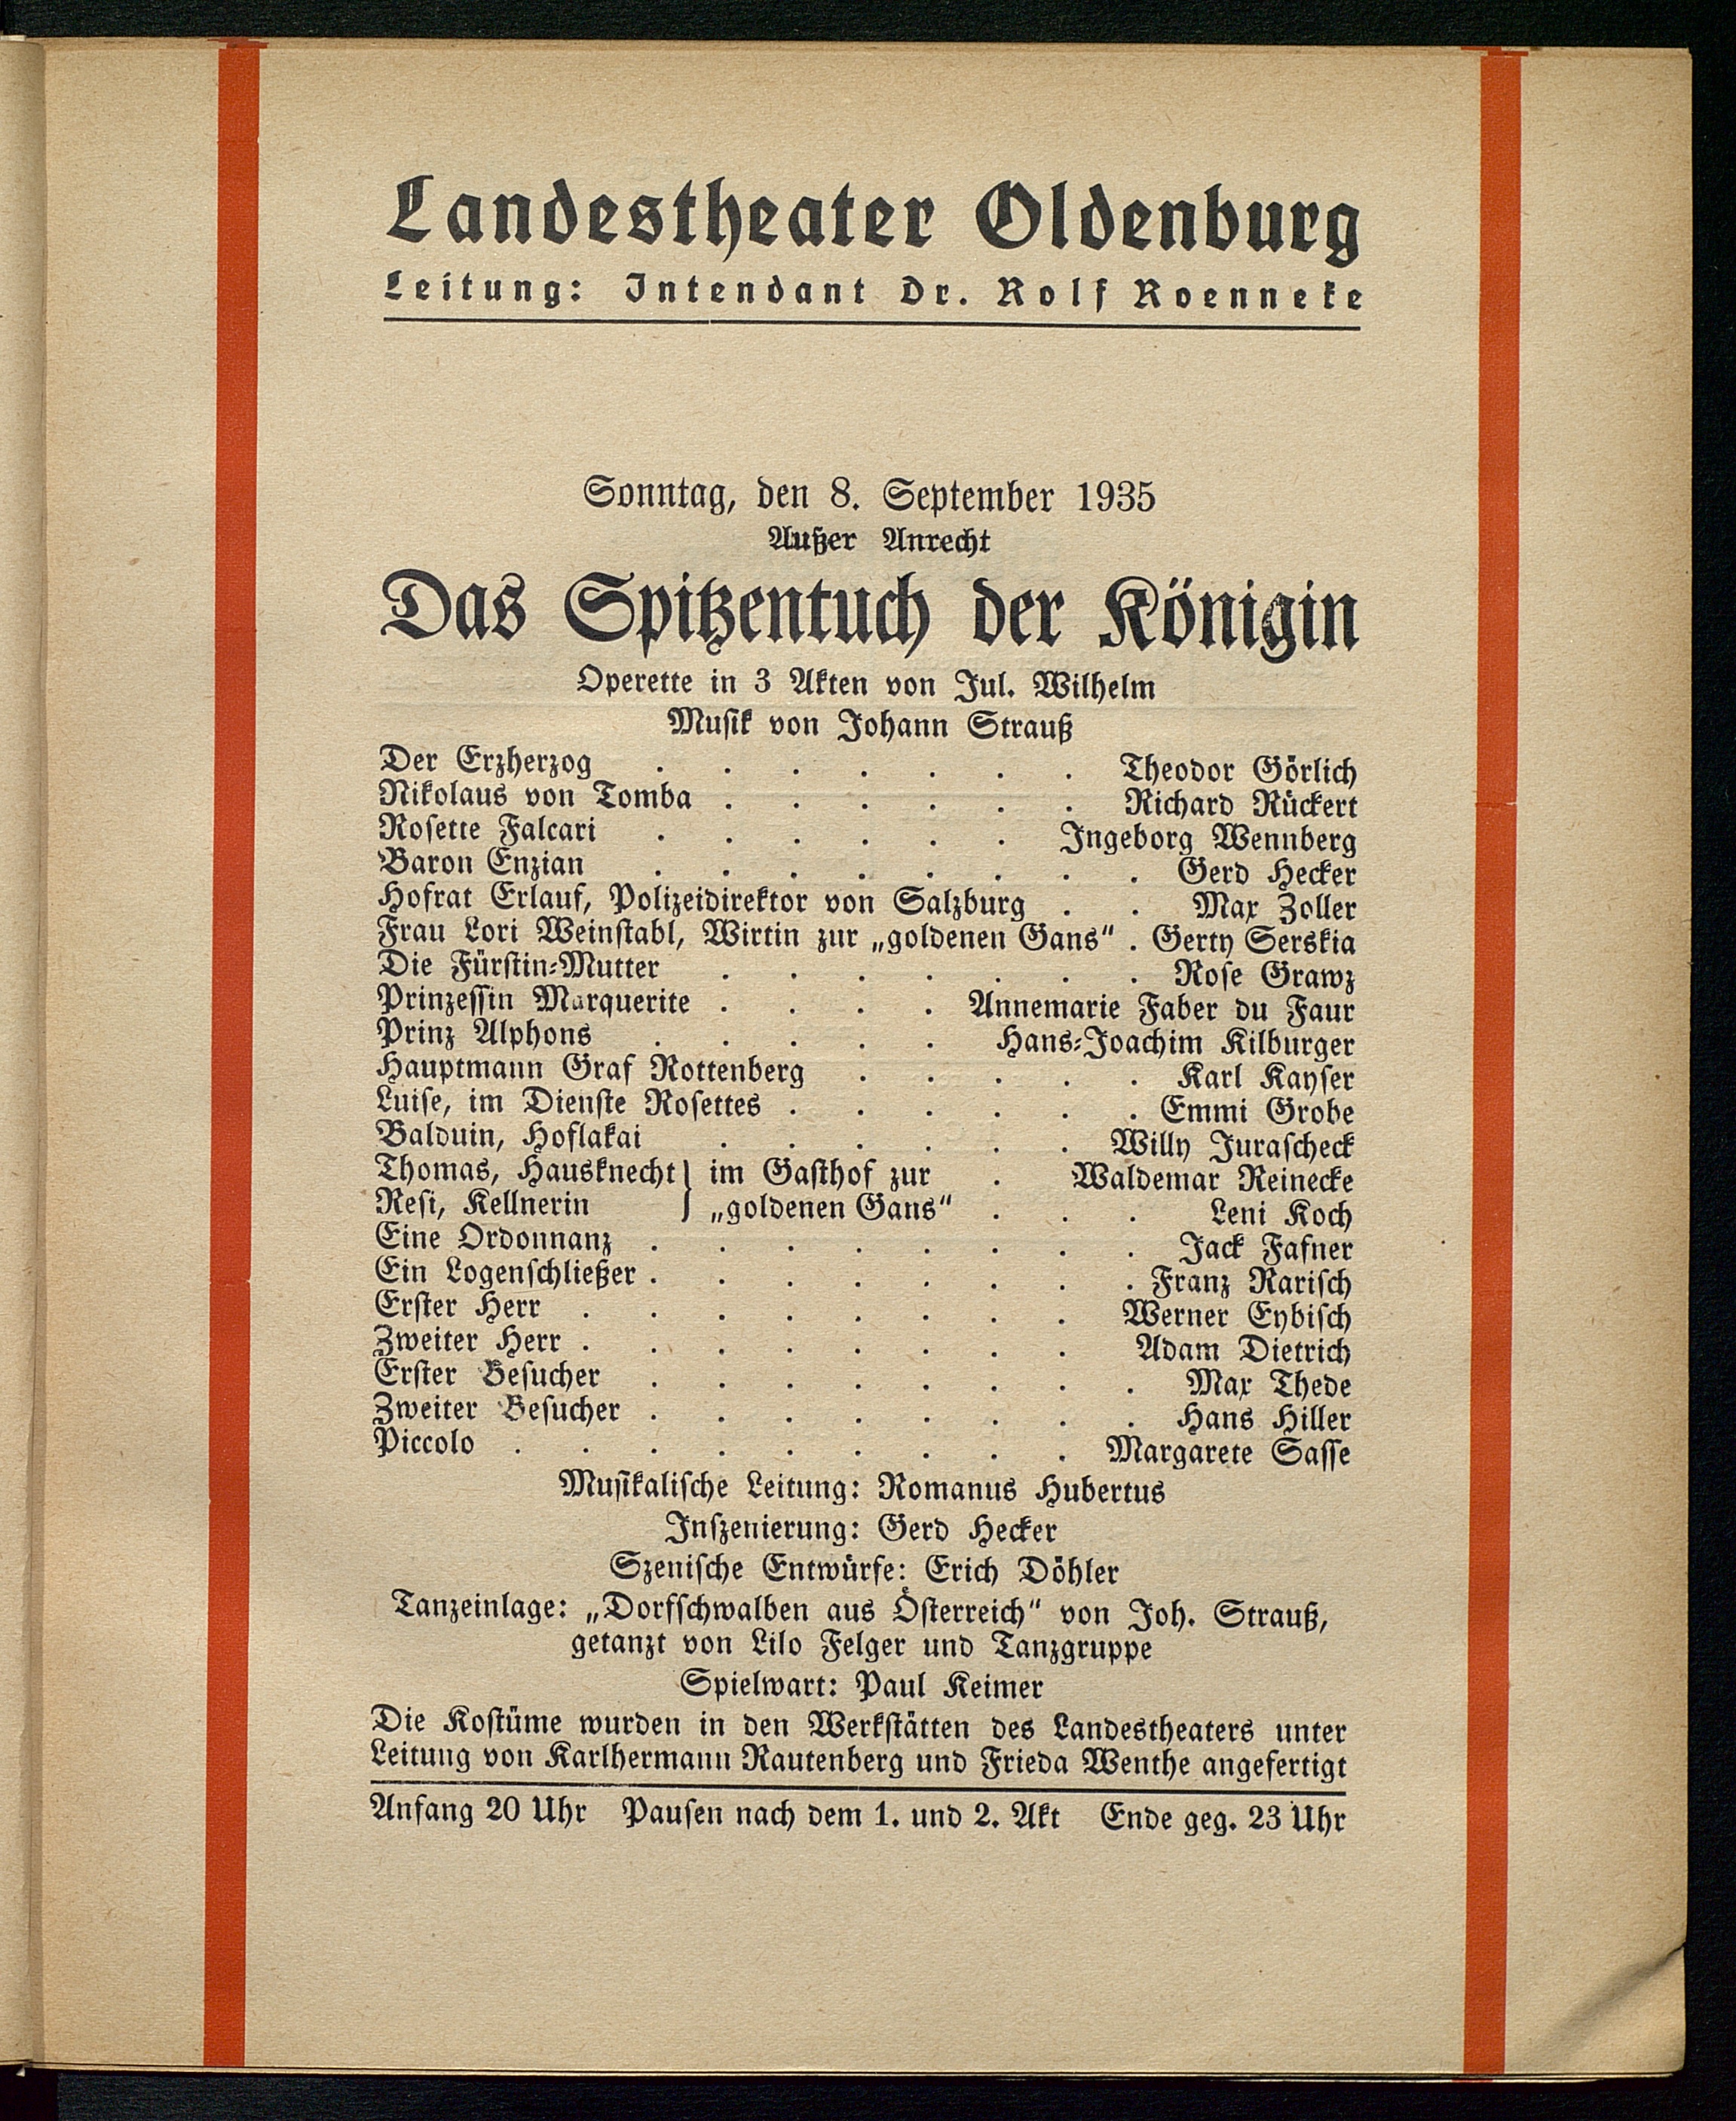 Landestheater Oldenburg
Leitung: Intendant Dr. Rolf Roenneke
Sonntag, den 8. September 1935
Außer Anrecht
Das Spitzentuch der Königin
Operette in 3 Akten von Jul. Wilhelm
Musik von Johann Strauß
Der Erzherzog . . . . . . . Theodor Görlich
Nikolaus von Tomba . . . . . . Richard Rückert
Rosette Falcari . . . . . . Ingeborg Wennberg
Baron Enzian . . . . . . . . Gerd Hecker
Hofrat Erlauf, Polizeidirektor von Salzburg . . Max Zoller
Frau Lori Weinstabl, Wirtin zur „goldenen Gans“ . Gerty Serskia
Die Fürstin-Mutter . . . . . . . Rose Grawz
Prinzessin Marquerite . . . . Annemarie Faber du Faur
Prinz Alphons . . . . . Hans-Joachim Kilburger
Hauptmann Graf Rottenberg . . . . . Karl Kayser
Luise, im Dienste Rosettes . . . . . . Emmi Grobe
Balduin, Hoflakai . . . . . . Willy Jurascheck
Thomas, Hausknecht } im Gasthof zur . Waldemar Reinecke
Resi, Kellnerin } „goldenen Gans“ . . . Leni Koch
Eine Ordonnanz . . . . . . . . Jack Fafner
Ein Logenschließer . . . . . . . . Franz Rarisch
Erster Herr . . . . . . . . Werner Eybisch
Zweiter Herr . . . . . . . . Adam Dietrich
Erster Besucher . . . . . . . . Max Thede
Zweiter Besucher . . . . . . . . Hans Hiller
Piccolo . . . . . . . . . Margarete Sasse
Musikalische Leitung: Romanus Hubertus
Inszenierung: Gerd Hecker
Szenische Entwürfe: Erich Döhler
Tanzeinlage: „Dorfschwalben aus Österreich“ von Joh. Strauß,
getanzt von Lilo Felger und Tanzgruppe
Spielwart: Paul Keimer
Die Kostüme wurden in den Werkstätten des Landestheaters unter
Leitung von Karlhermann Rautenberg und Frieda Wenthe angefertigt
Anfang 20 Uhr Pausen nach dem 1. und 2. Akt Ende geg. 23 Uhr